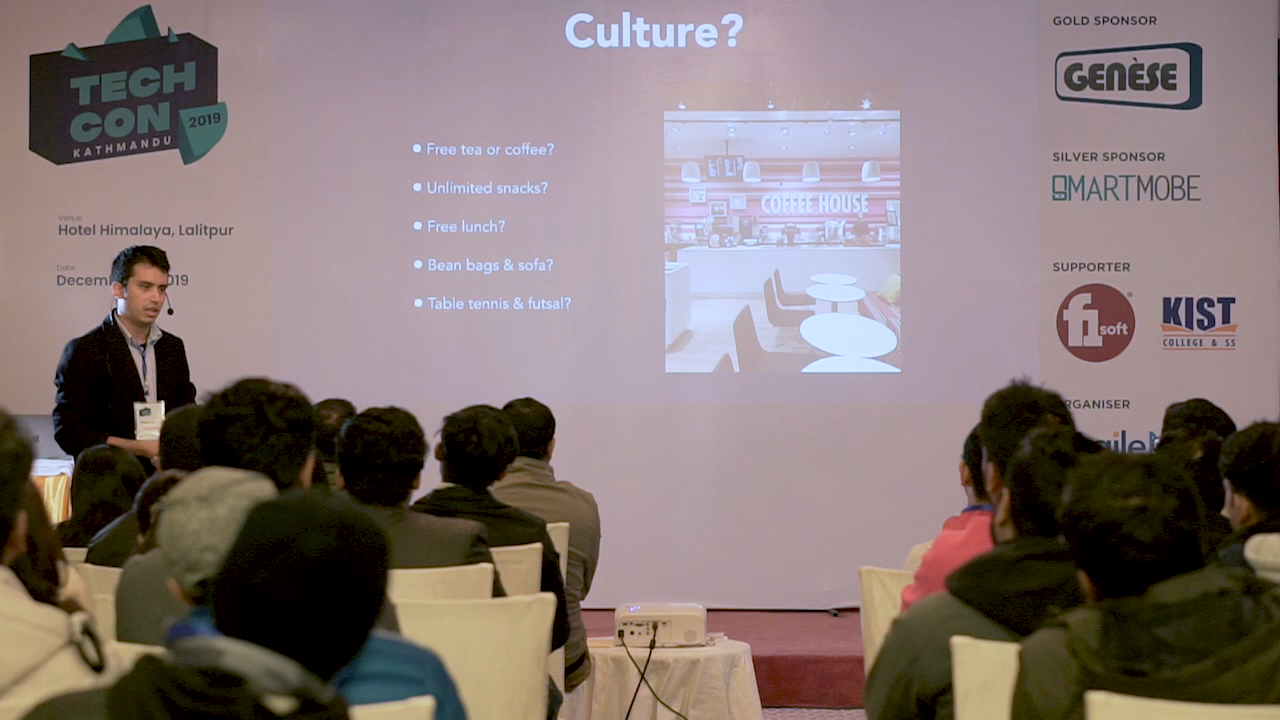 TECH
CON
2019
KATHMANDU
Venue
Hotel Himalaya, Lalitpur
Date
Culture?
Free tea or coffee?
Unlimited snacks?
Free lunch?
Bean bags & sofa?
Table tennis & futsal?
COFFEE HOUSE
GOLD SPONSOR
GENÈSE
SILVER SPONSOR
SMARTMOBE
SUPPORTER
f1 soft
KIST
COLLEGE & SS